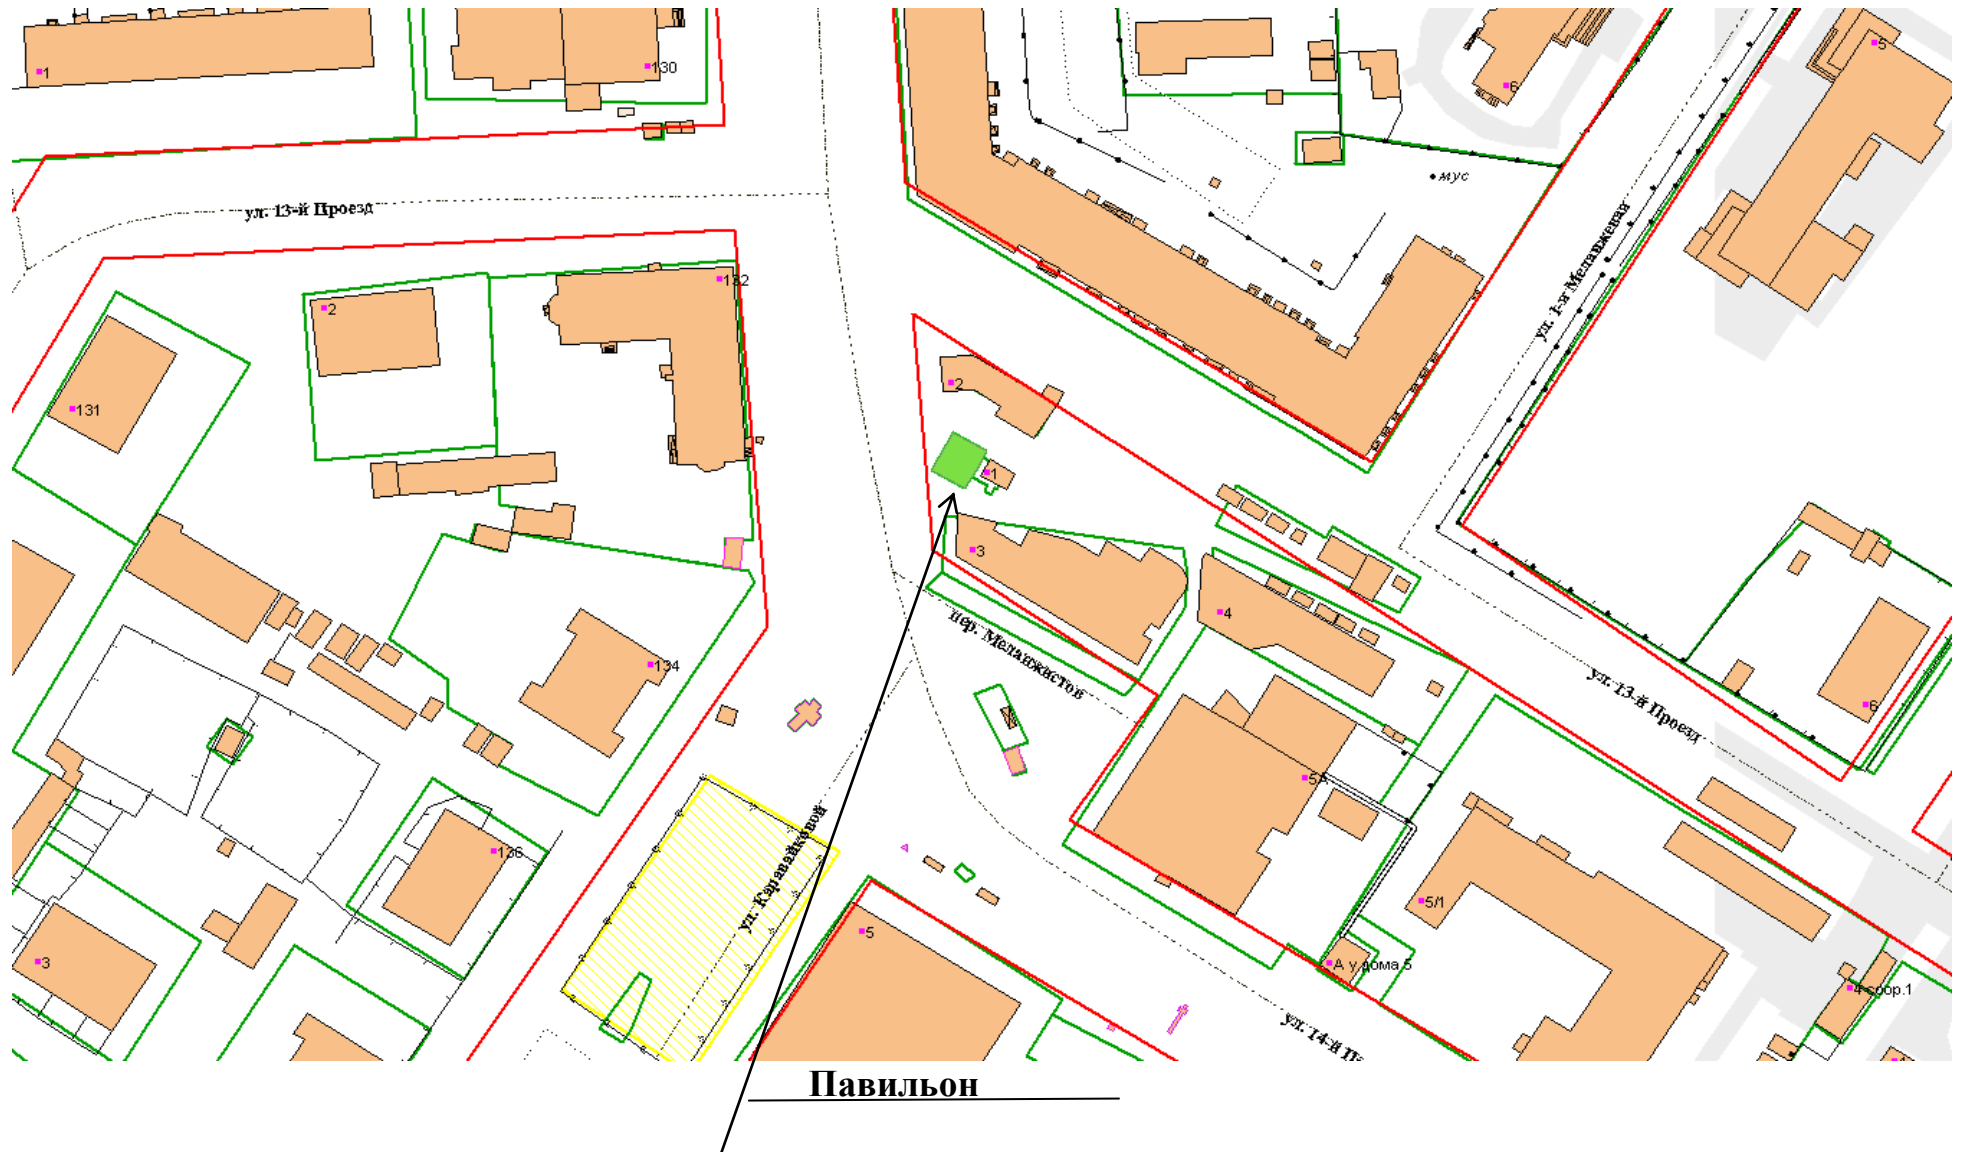 1
130
5
6
мус
ул. 13-й Проезд
ул. 1-я Меланжевая
132
2
131
2
1
3
134
4
пер. Меланжистов
ул. 13-й Проезд
6
5А
136
ул. Каравайковой
5/1
5
3
А у дома 5
4 соор.1
ул. 14-й П
Павильон